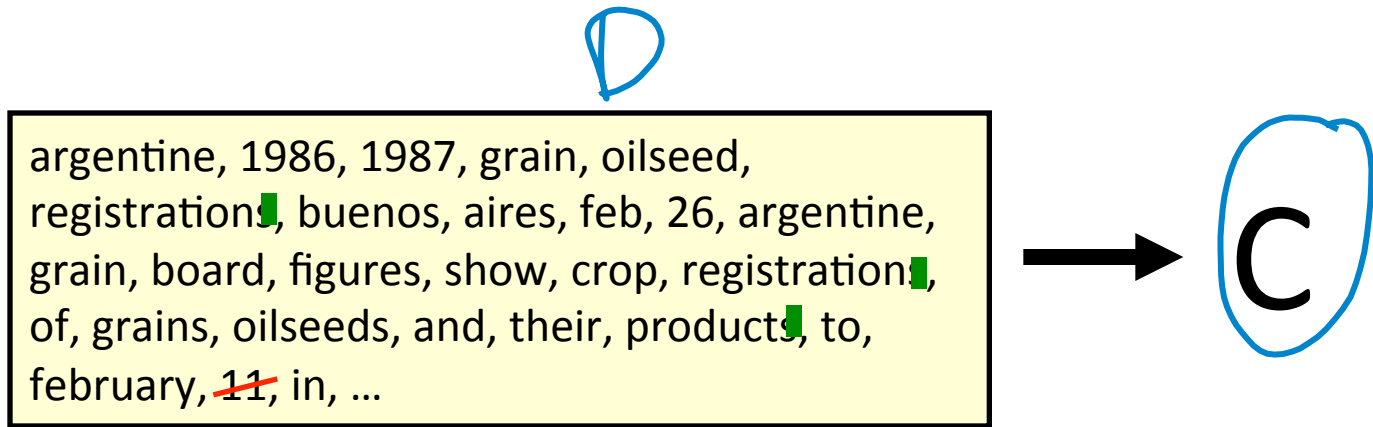 D
argentine, 1986, 1987, grain, oilseed,
registrations, buenos, aires, feb, 26, argentine,
grain, board, figures, show, crop, registrations,
of, grains, oilseeds, and, their, products, to,
february, 11, in, ...
C